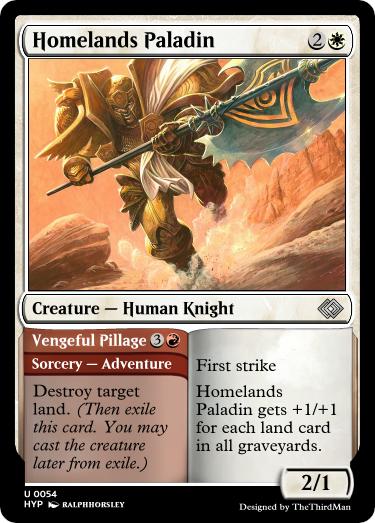 Homelands Paladin 2
Creature — Human Knight
Vengeful Pillage 3
Sorcery — Adventure
Destroy target
land. (Then exile
this card. You may
cast the creature
later from exile.)
First strike
Homelands
Paladin gets +1/+1
for each land card
in all graveyards.
2/1
U 0054
HYP RALPHHORSLEY
Designed by TheThirdMan